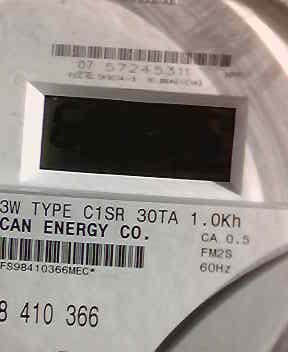 07 57245311
3W TYPE C1SR 30TA 1.0Kh
CAN ENERGY CO.
CA 0.5
FM2S
60Hz
FS98410366MEC*
8 410 366